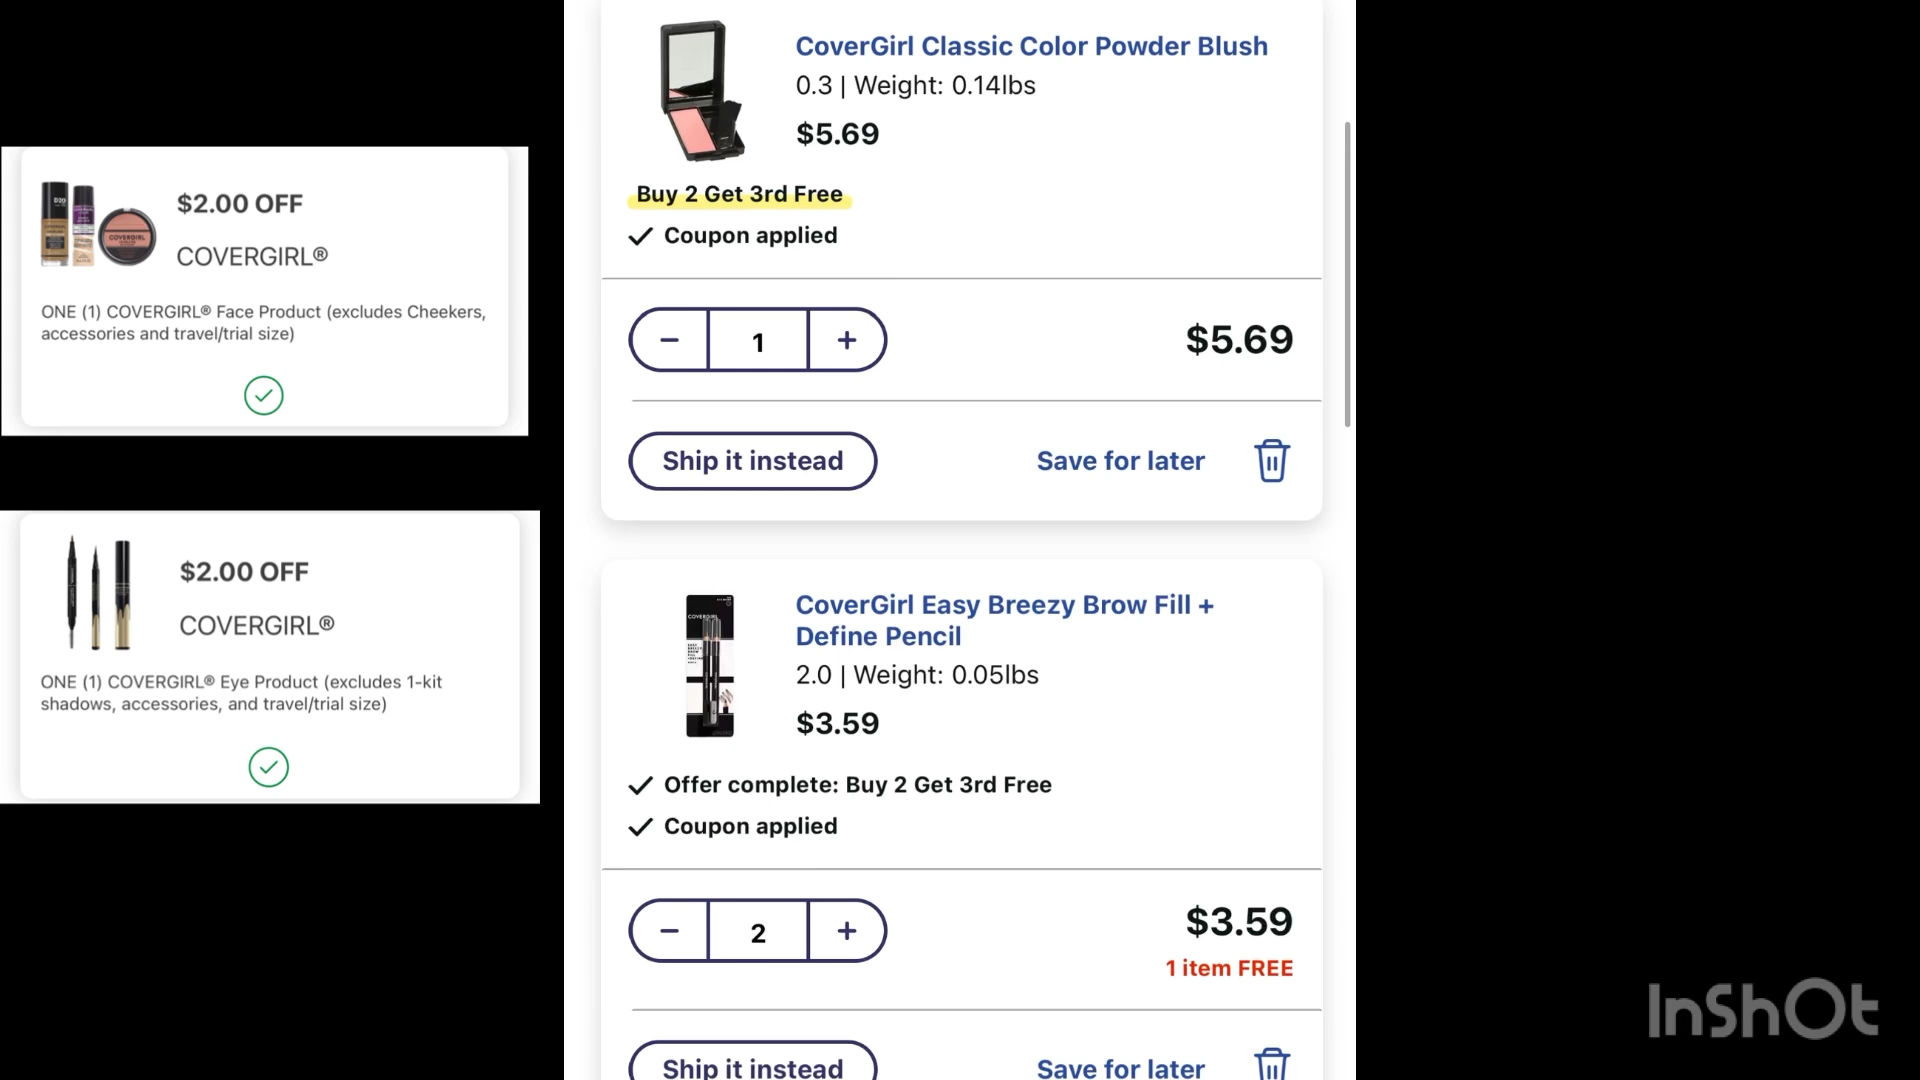 $2.00 OFF
COVERGIRL®
ONE (1) COVERGIRL® Face Product (excludes Cheekers,
accessories and travel/trial size)
$2.00 OFF
COVERGIRL®
ONE (1) COVERGIRL® Eye Product (excludes 1-kit
shadows, accessories, and travel/trial size)
CoverGirl Classic Color Powder Blush
0.3 | Weight: 0.14lbs
$5.69
Buy 2 Get 3rd Free
Coupon applied
− 1 +
$5.69
Ship it instead
Save for later
CoverGirl Easy Breezy Brow Fill +
Define Pencil
2.0 | Weight: 0.05lbs
$3.59
Offer complete: Buy 2 Get 3rd Free
Coupon applied
− 2 +
$3.59
1 item FREE
Ship it instead
Save for later
InShOt